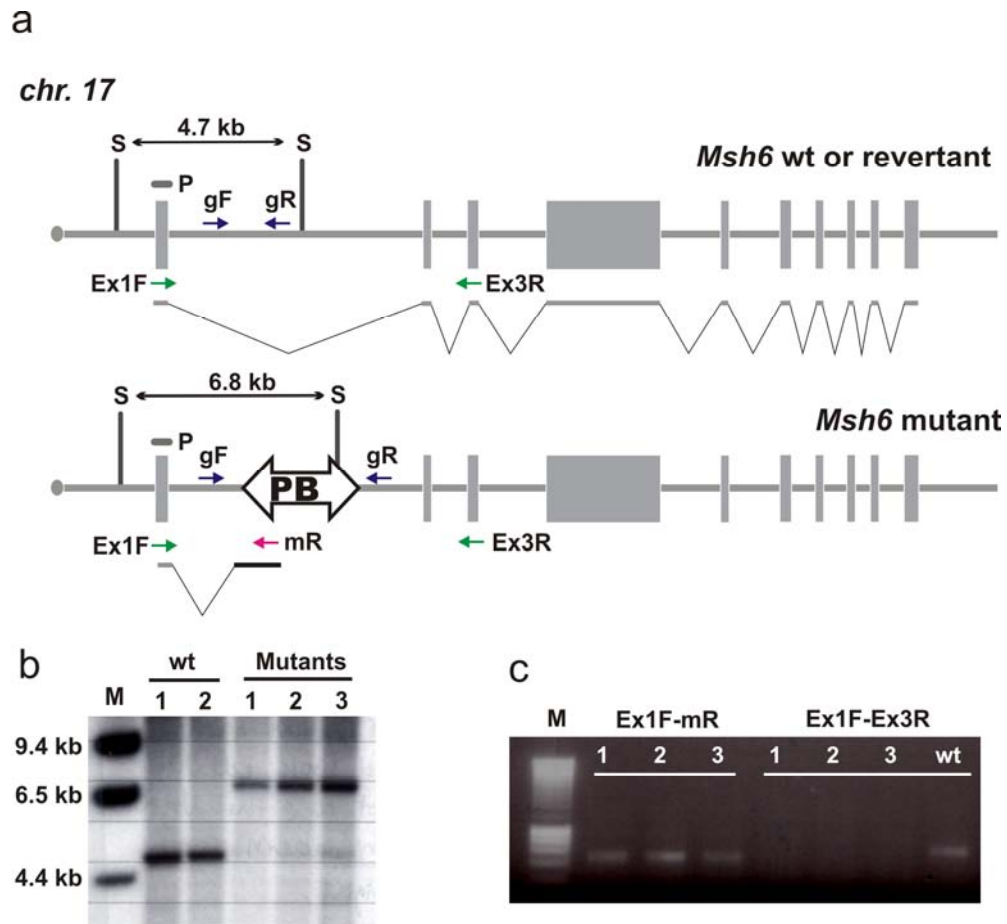 a
chr. 17
4.7 kb
S S
Msh6 wt or revertant
P
gF gR
Ex1F Ex3R
6.8 kb
S S
Msh6 mutant
P
gF PB gR
Ex1F mR Ex3R
b
wt Mutants
M 1 2 1 2 3
9.4 kb
6.5 kb
4.4 kb
c
M Ex1F-mR Ex1F-Ex3R
1 2 3 1 2 3 wt